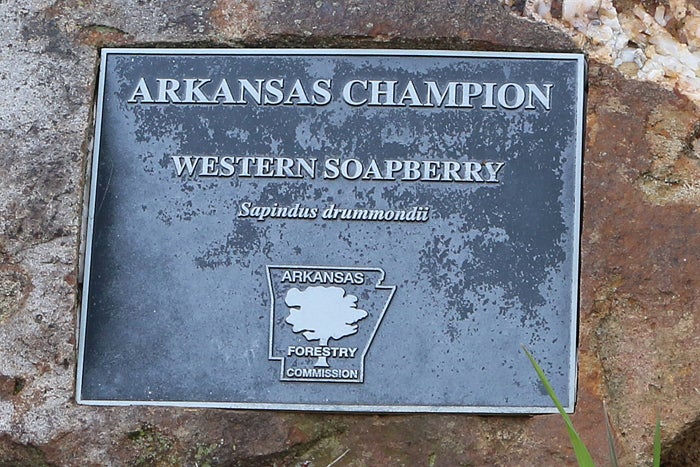 ARKANSAS CHAMPION
WESTERN SOAPBERRY
Sapindus drummondii
ARKANSAS
FORESTRY
COMMISSION